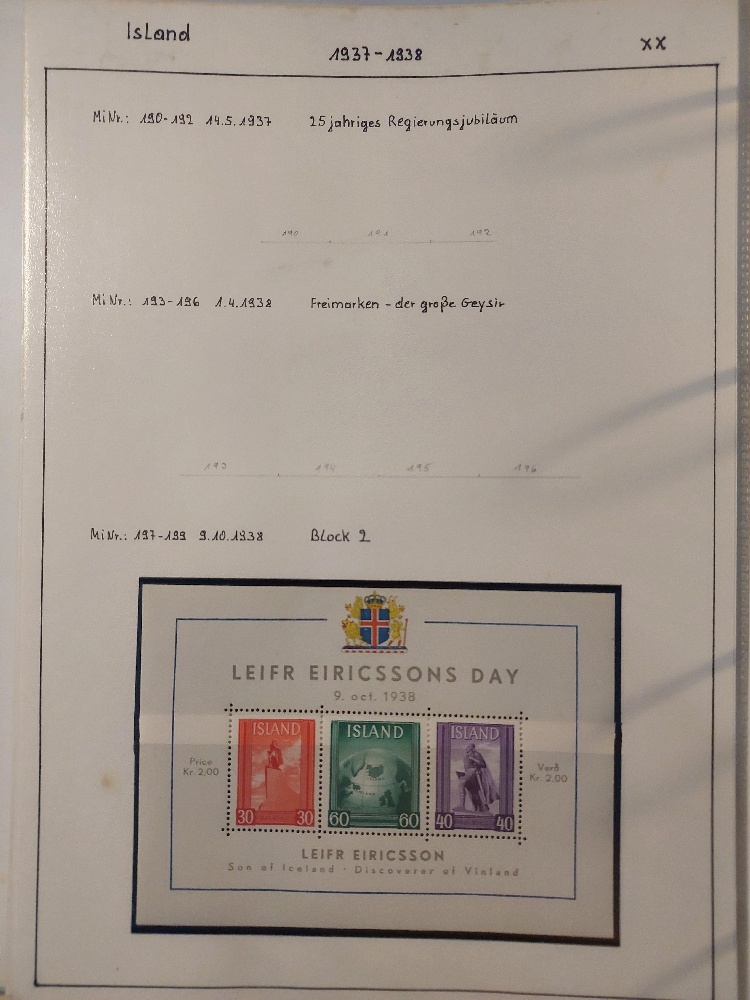 Island
1937-1938
xx
MiNr.: 190-192 14.5.1937 25jahriges Regierungsjubiläum
190 191 192
MiNr.: 193-196 1.4.1938 Freimarken - der große Geysir
193 194 195 196
MiNr.: 197-199 9.10.1938 Block 2
LEIFR EIRICSSONS DAY
9. oct. 1938
ISLAND ISLAND ISLAND
Price Verð
Kr. 2,00 Kr. 2,00
30 30 60 60 40 40
LEIFR EIRICSSON
Son of Iceland · Discoverer of Vinland